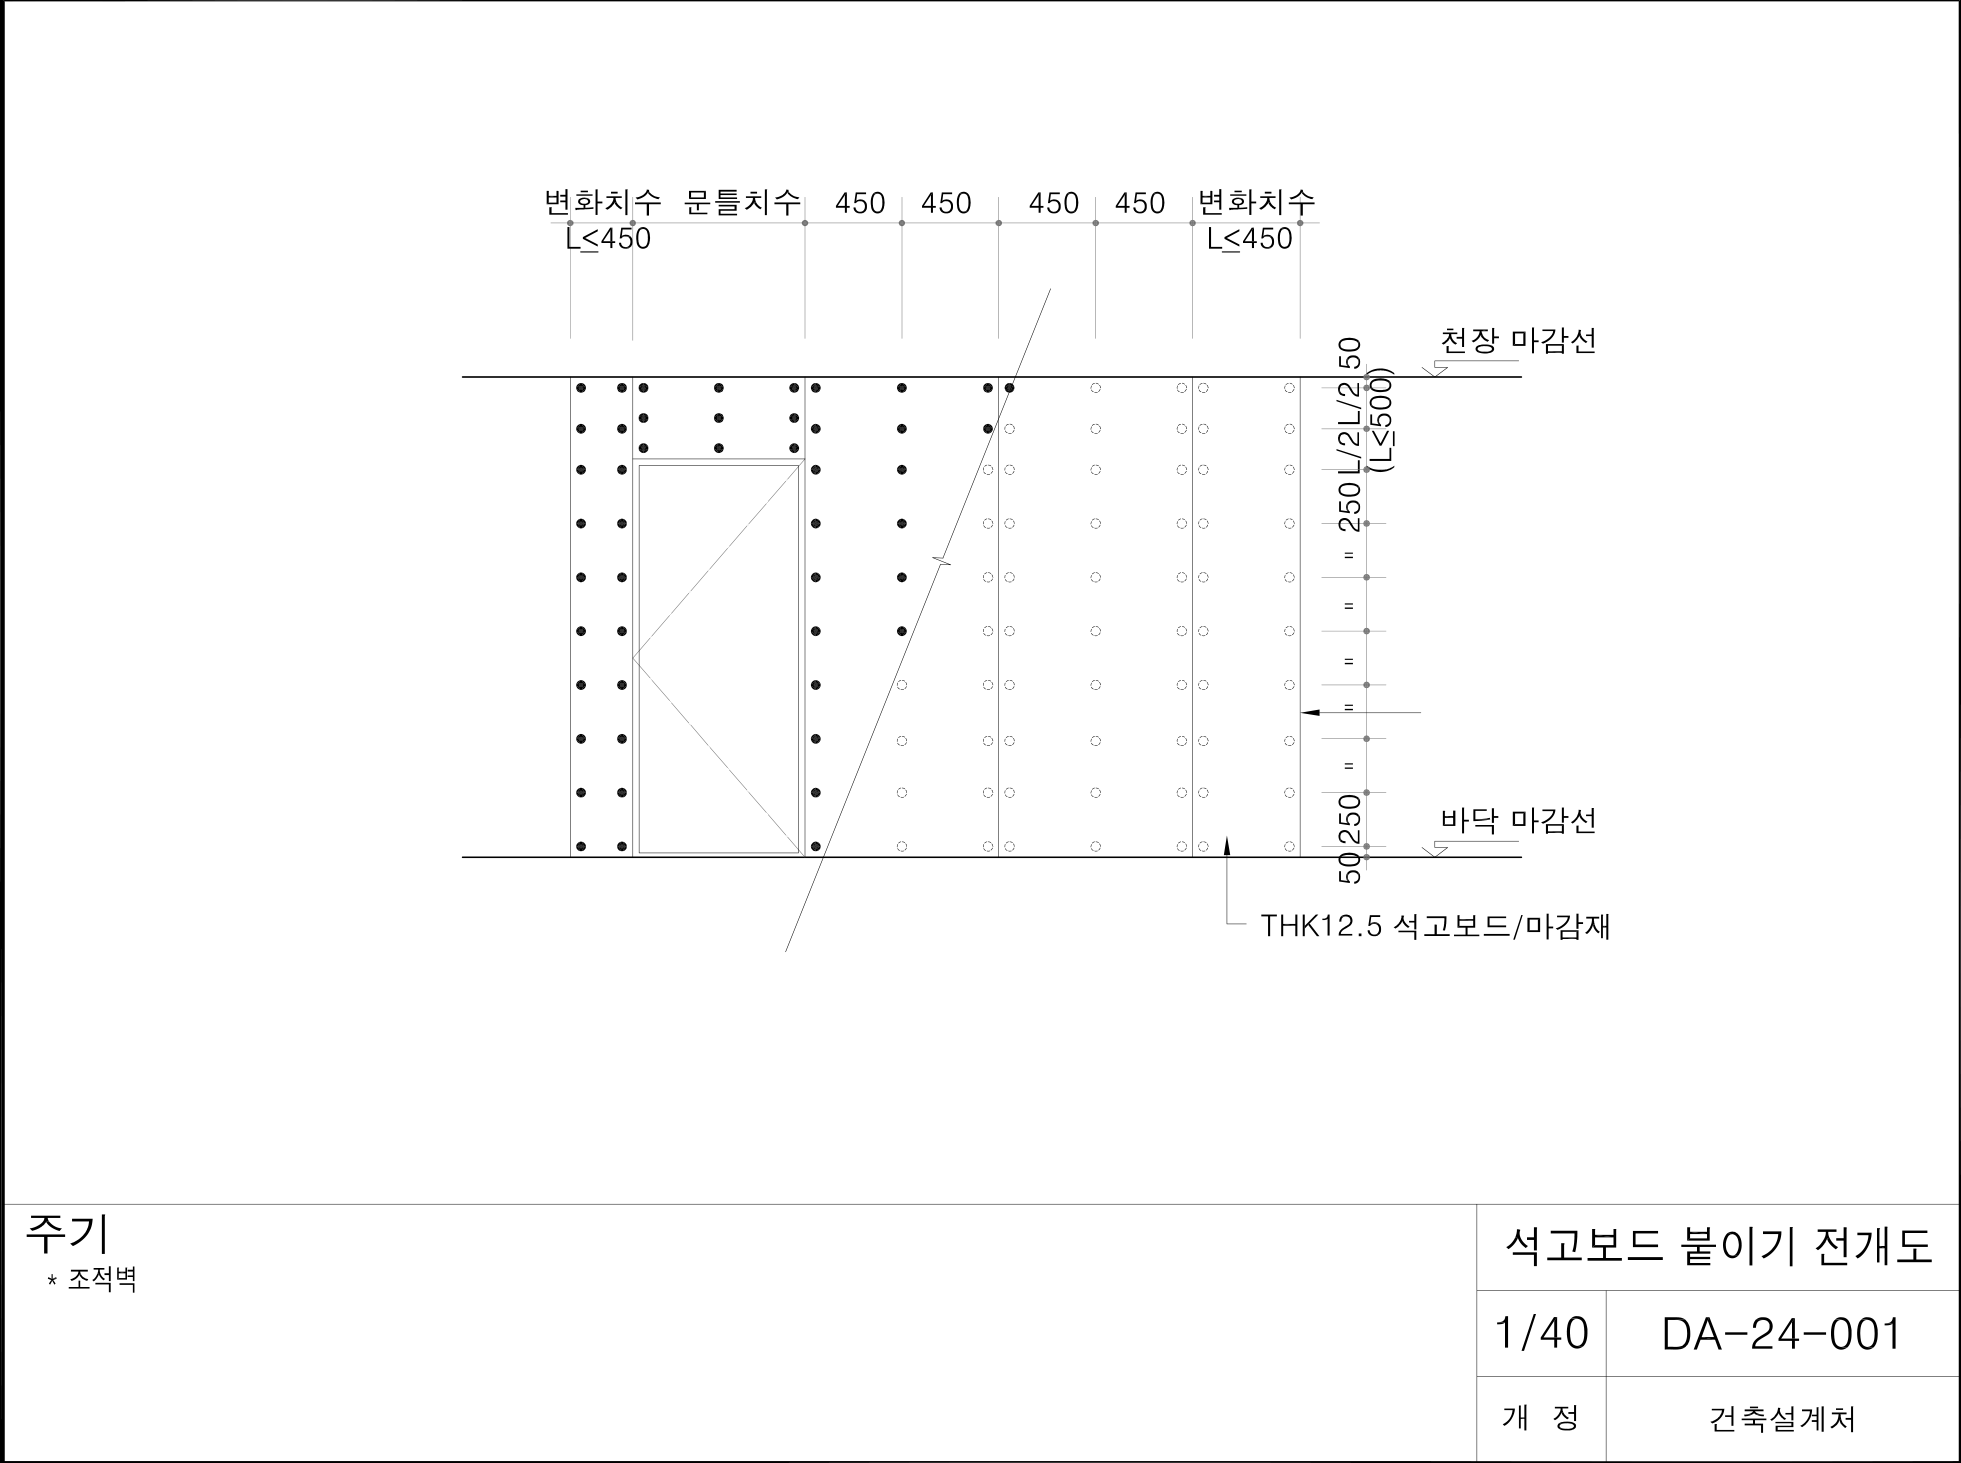 변화치수 문틀치수 450 450 450 450 변화치수
L≤450 L≤450
천장 마감선
50
L/2
(L≤500)
L/2
250
=
=
=
=
=
250
50
바닥 마감선
THK12.5 석고보드/마감재
주기
* 조적벽
석고보드 붙이기 전개도
1/40 DA-24-001
개 정 건축설계처